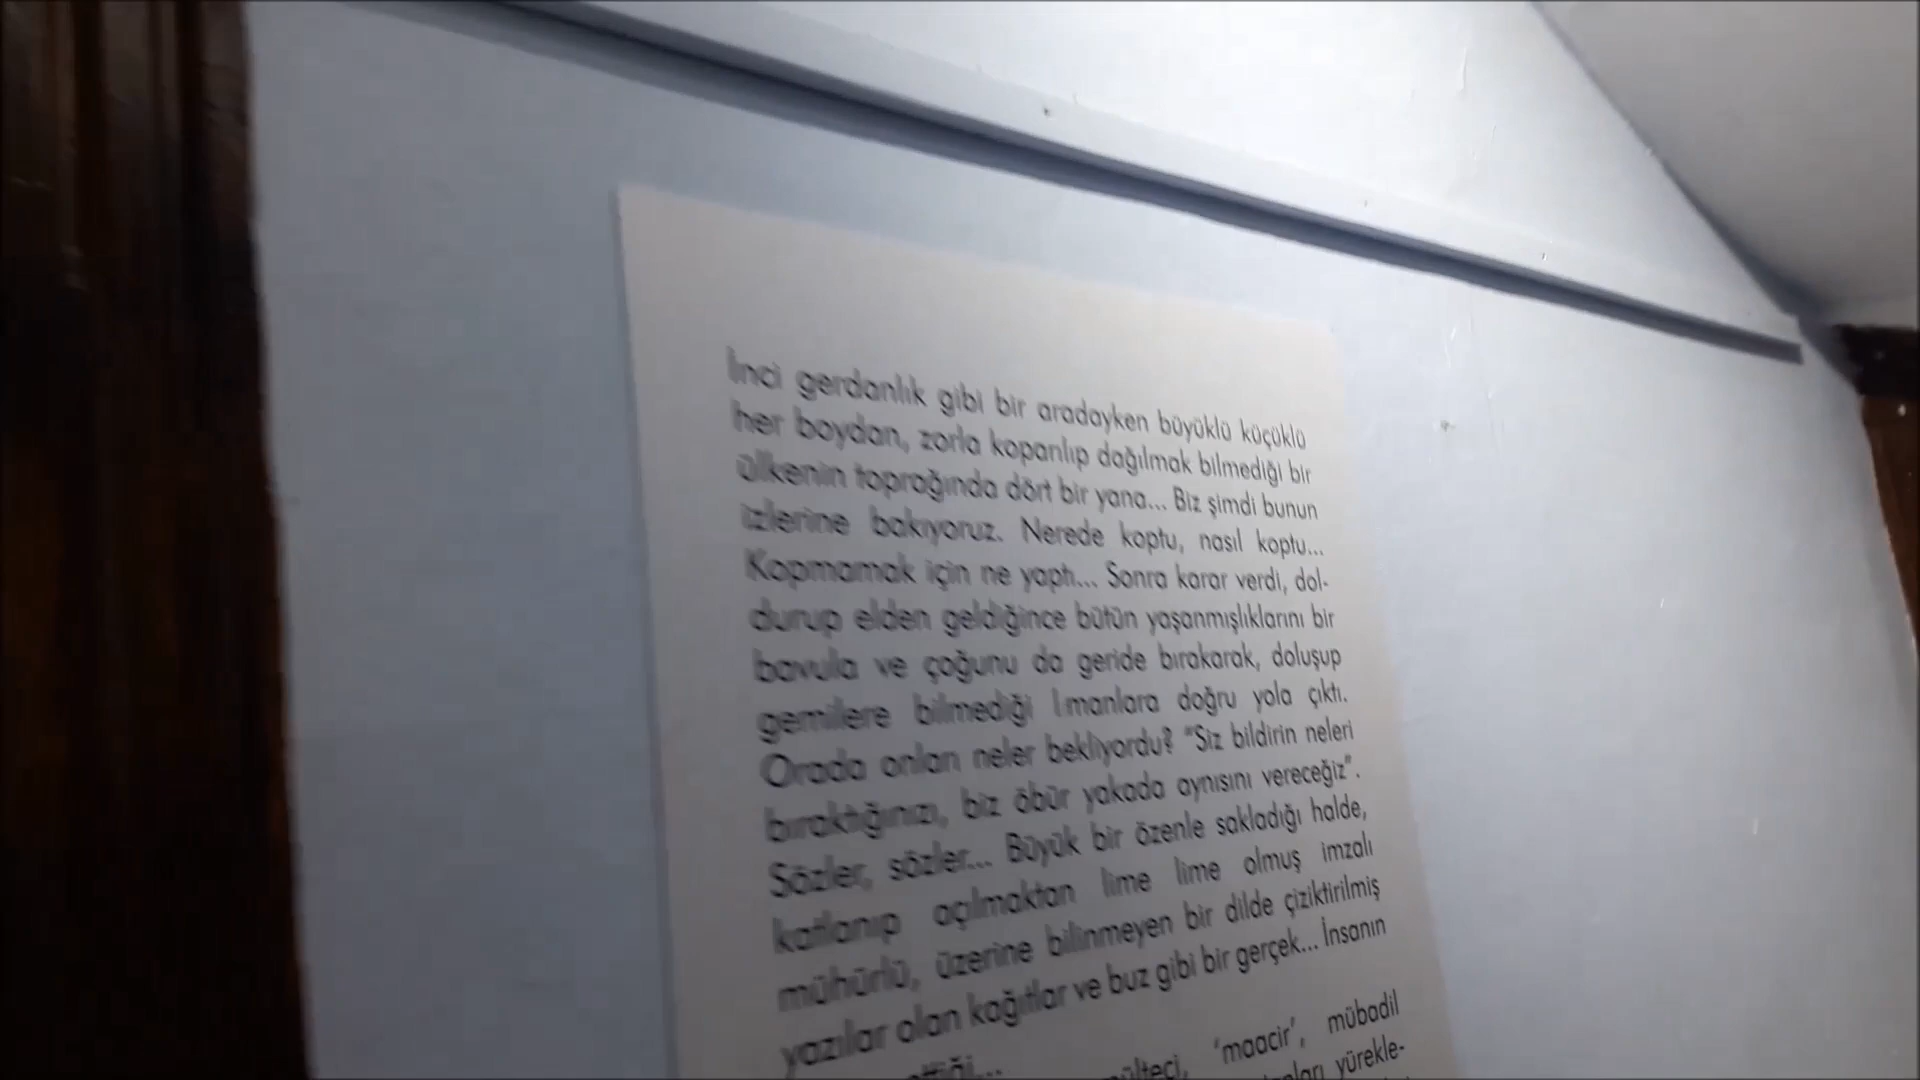 İnci gerdanlık gibi bir aradayken büyüklü küçüklü
her boydan, zorla koparılıp dağılmak bilmediği bir
ülkenin toprağında dört bir yana... Biz şimdi bunun
izlerine bakıyoruz. Nerede koptu, nasıl koptu...
Kopmamak için ne yaptı... Sonra karar verdi, dol-
durup elden geldiğince bütün yaşanmışlıklarını bir
bavula ve çoğunu da geride bırakarak, doluşup
gemilere bilmediği limanlara doğru yola çıktı.
Orada onları neler bekliyordu? "Siz bildirin neleri
bıraktığınızı, biz öbür yakada aynısını vereceğiz".
Sözler, sözler... Büyük bir özenle sakladığı halde,
katlanıp açılmaktan lime lime olmuş imzalı
mühürlü, üzerine bilinmeyen bir dilde çiziktirilmiş
yazılar olan kağıtlar ve buz gibi bir gerçek... İnsanın
'maacir', mübadil
yürekle-